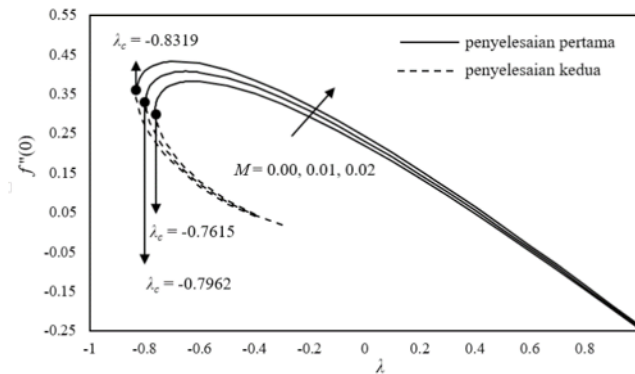 0.55
0.45
0.35
0.25
0.15
0.05
-0.05
-0.15
-0.25
f"(0)
λc = -0.8319
penyelesaian pertama
penyelesaian kedua
M = 0.00, 0.01, 0.02
λc = -0.7615
λc = -0.7962
-1 -0.8 -0.6 -0.4 -0.2 0 0.2 0.4 0.6 0.8
λ